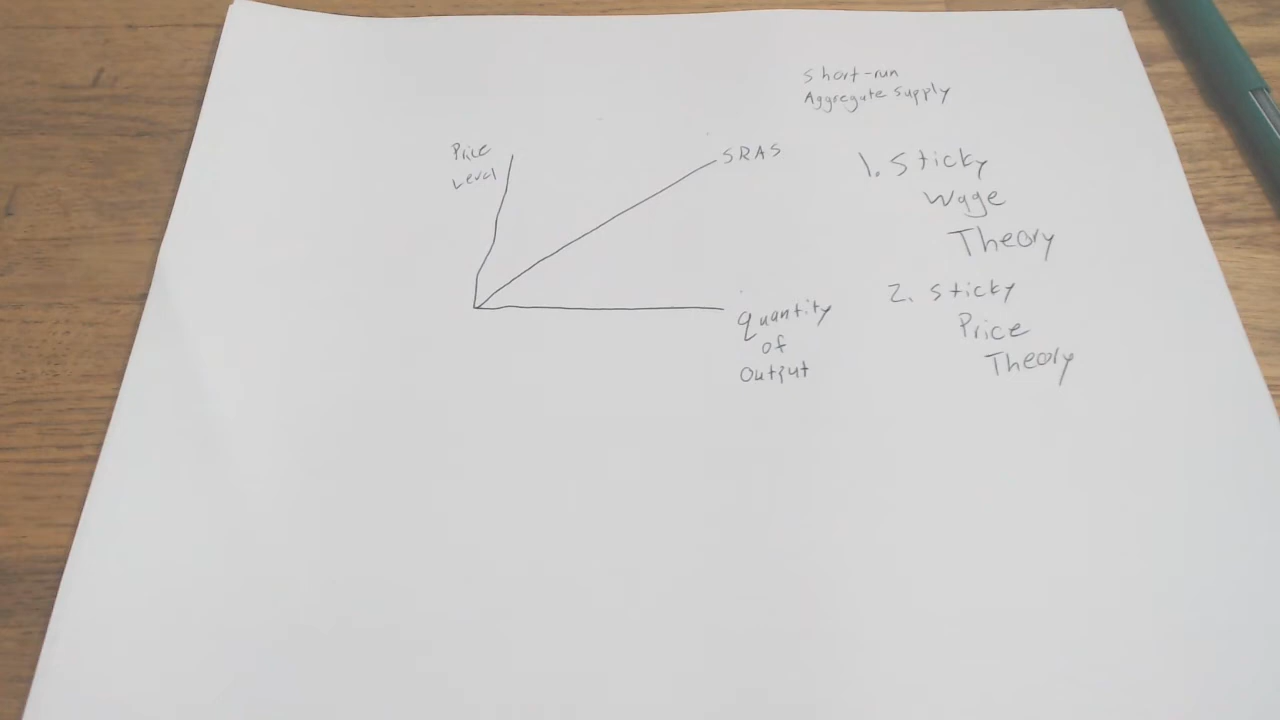 Short-run
Aggregate Supply
Price
Level
SRAS
Quantity
of
Output
1. Sticky
Wage
Theory
2. Sticky
Price
Theory